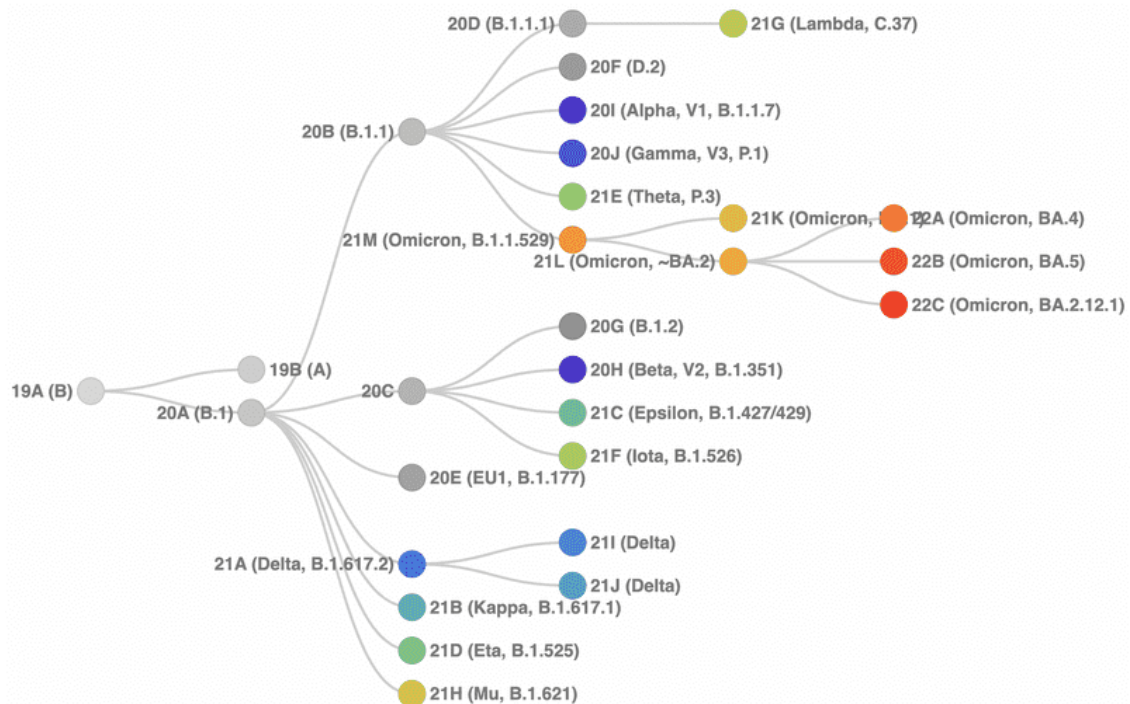 20D (B.1.1.1)
21G (Lambda, C.37)
20F (D.2)
20I (Alpha, V1, B.1.1.7)
20B (B.1.1)
20J (Gamma, V3, P.1)
21E (Theta, P.3)
21K (Omicron,
22A (Omicron, BA.4)
21M (Omicron, B.1.1.529)
21L (Omicron, ~BA.2)
22B (Omicron, BA.5)
22C (Omicron, BA.2.12.1)
20G (B.1.2)
19B (A)
20H (Beta, V2, B.1.351)
19A (B)
20C
20A (B.1)
21C (Epsilon, B.1.427/429)
21F (Iota, B.1.526)
20E (EU1, B.1.177)
21I (Delta)
21A (Delta, B.1.617.2)
21J (Delta)
21B (Kappa, B.1.617.1)
21D (Eta, B.1.525)
21H (Mu, B.1.621)